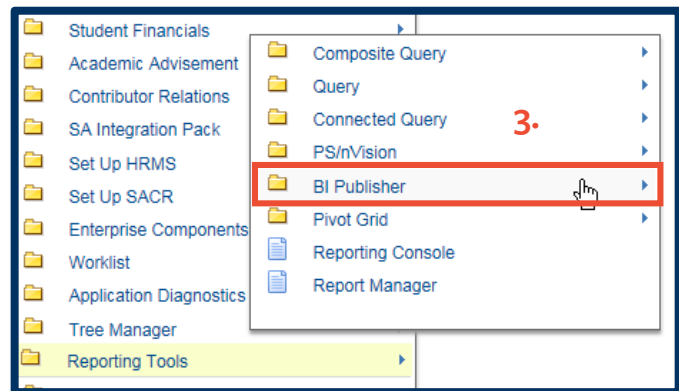 Student Financials
Academic Advisement
Contributor Relations
SA Integration Pack
Set Up HRMS
Set Up SACR
Enterprise Components
Worklist
Application Diagnostics
Tree Manager
Reporting Tools
Composite Query
Query
Connected Query
3.
PS/nVision
BI Publisher
Pivot Grid
Reporting Console
Report Manager